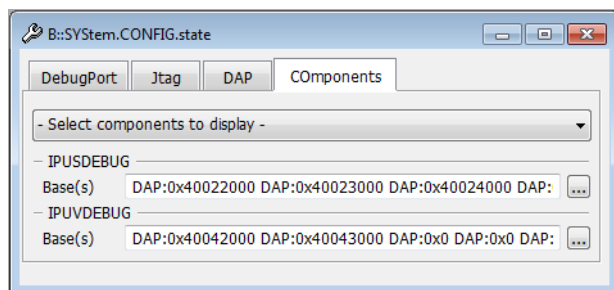 B::SYStem.CONFIG.state
DebugPort Jtag DAP COmponents
- Select components to display -
IPUSDEBUG
Base(s) DAP:0x40022000 DAP:0x40023000 DAP:0x40024000 DAP: ...
IPUVDEBUG
Base(s) DAP:0x40042000 DAP:0x40043000 DAP:0x0 DAP:0x0 DAP: ...